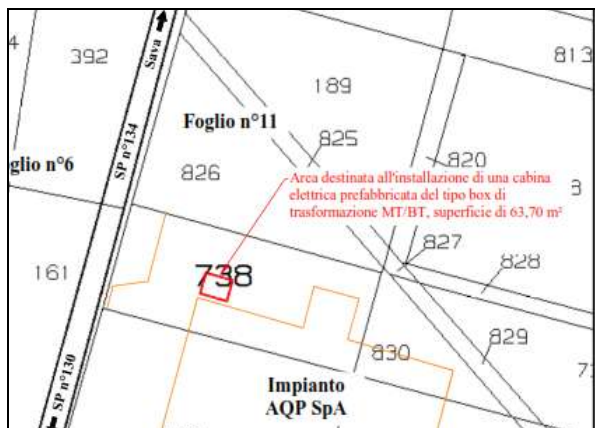 4
392
Sava
813
189
Foglio n°11
825
SP n°134
glio n°6
820
826
Area destinata all'installazione di una cabina
elettrica prefabbricata del tipo box di
trasformazione MT/BT, superficie di 63,70 m²
3
827
828
161
738
829
830
7
Impianto
AQP SpA
SP n°130